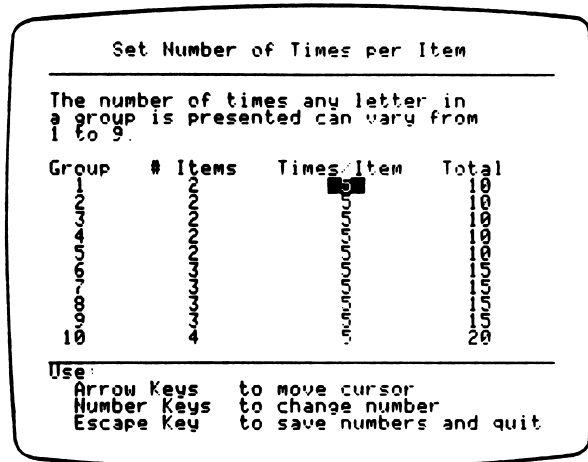 Set Number of Times per Item
The number of times any letter in
a group is presented can vary from
1 to 9.
Group # Items Times/Item Total
1 2 5 10
2 2 5 10
3 2 5 10
4 2 5 10
5 2 5 10
6 3 5 15
7 3 5 15
8 3 5 15
9 3 5 15
10 4 5 20
Use:
Arrow Keys to move cursor
Number Keys to change number
Escape Key to save numbers and quit